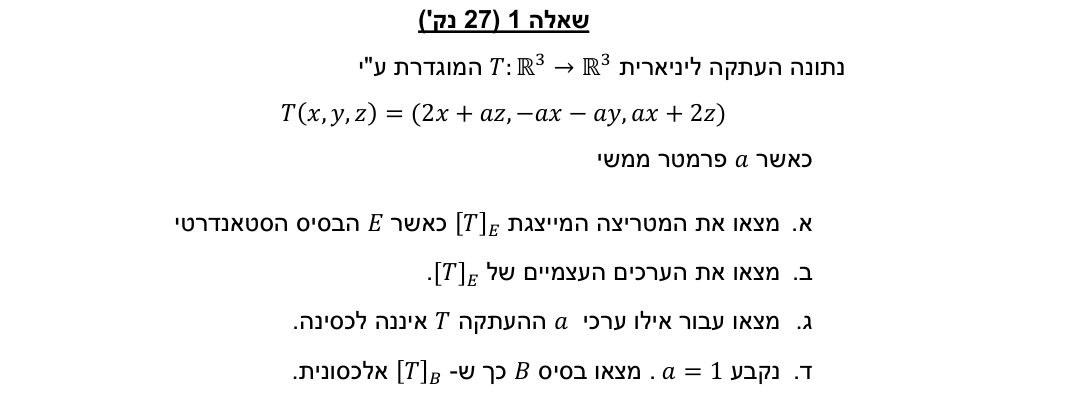 שאלה 1 (27 נק')
נתונה העתקה ליניארית T: ℝ³ → ℝ³ המוגדרת ע"י
T(x, y, z) = (2x + az, −ax − ay, ax + 2z)
כאשר a פרמטר ממשי
א. מצאו את המטריצה המייצגת [T]_E כאשר E הבסיס הסטאנדרטי
ב. מצאו את הערכים העצמיים של [T]_E.
ג. מצאו עבור אילו ערכי a ההעתקה T איננה לכסינה.
ד. נקבע a = 1 . מצאו בסיס B כך ש- [T]_B אלכסונית.